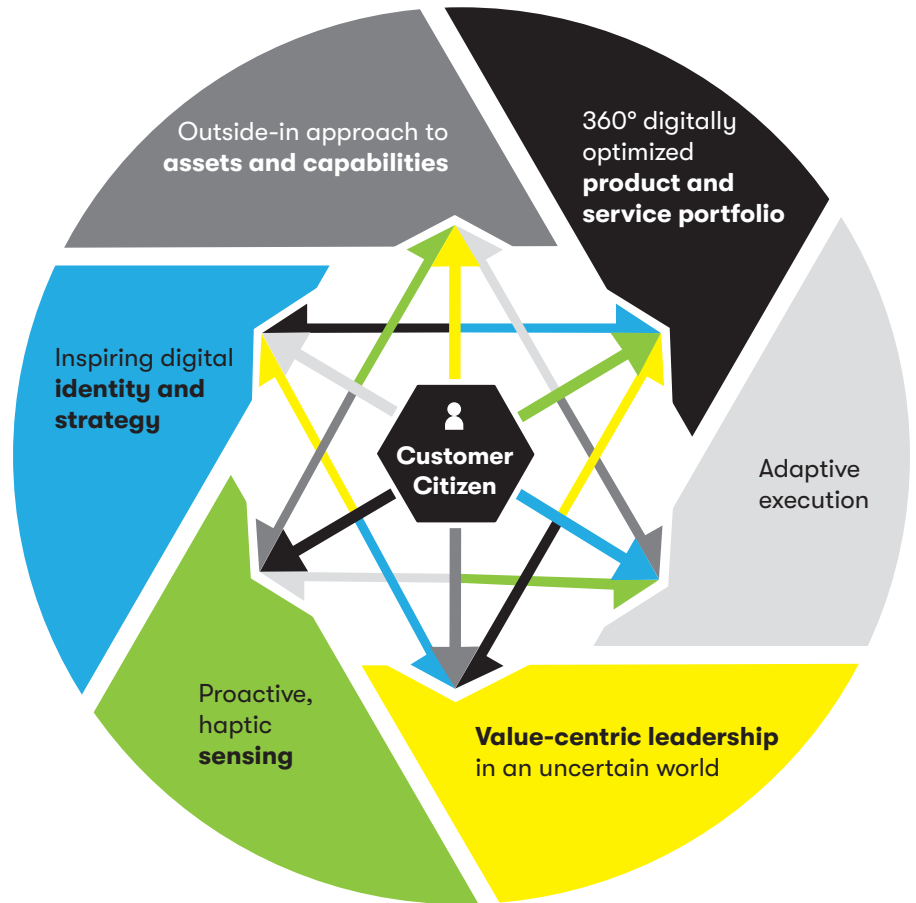 Outside-in approach to
assets and capabilities
360° digitally
optimized
product and
service portfolio
Inspiring digital
identity and
strategy
Customer
Citizen
Adaptive
execution
Proactive,
haptic
sensing
Value-centric leadership
in an uncertain world